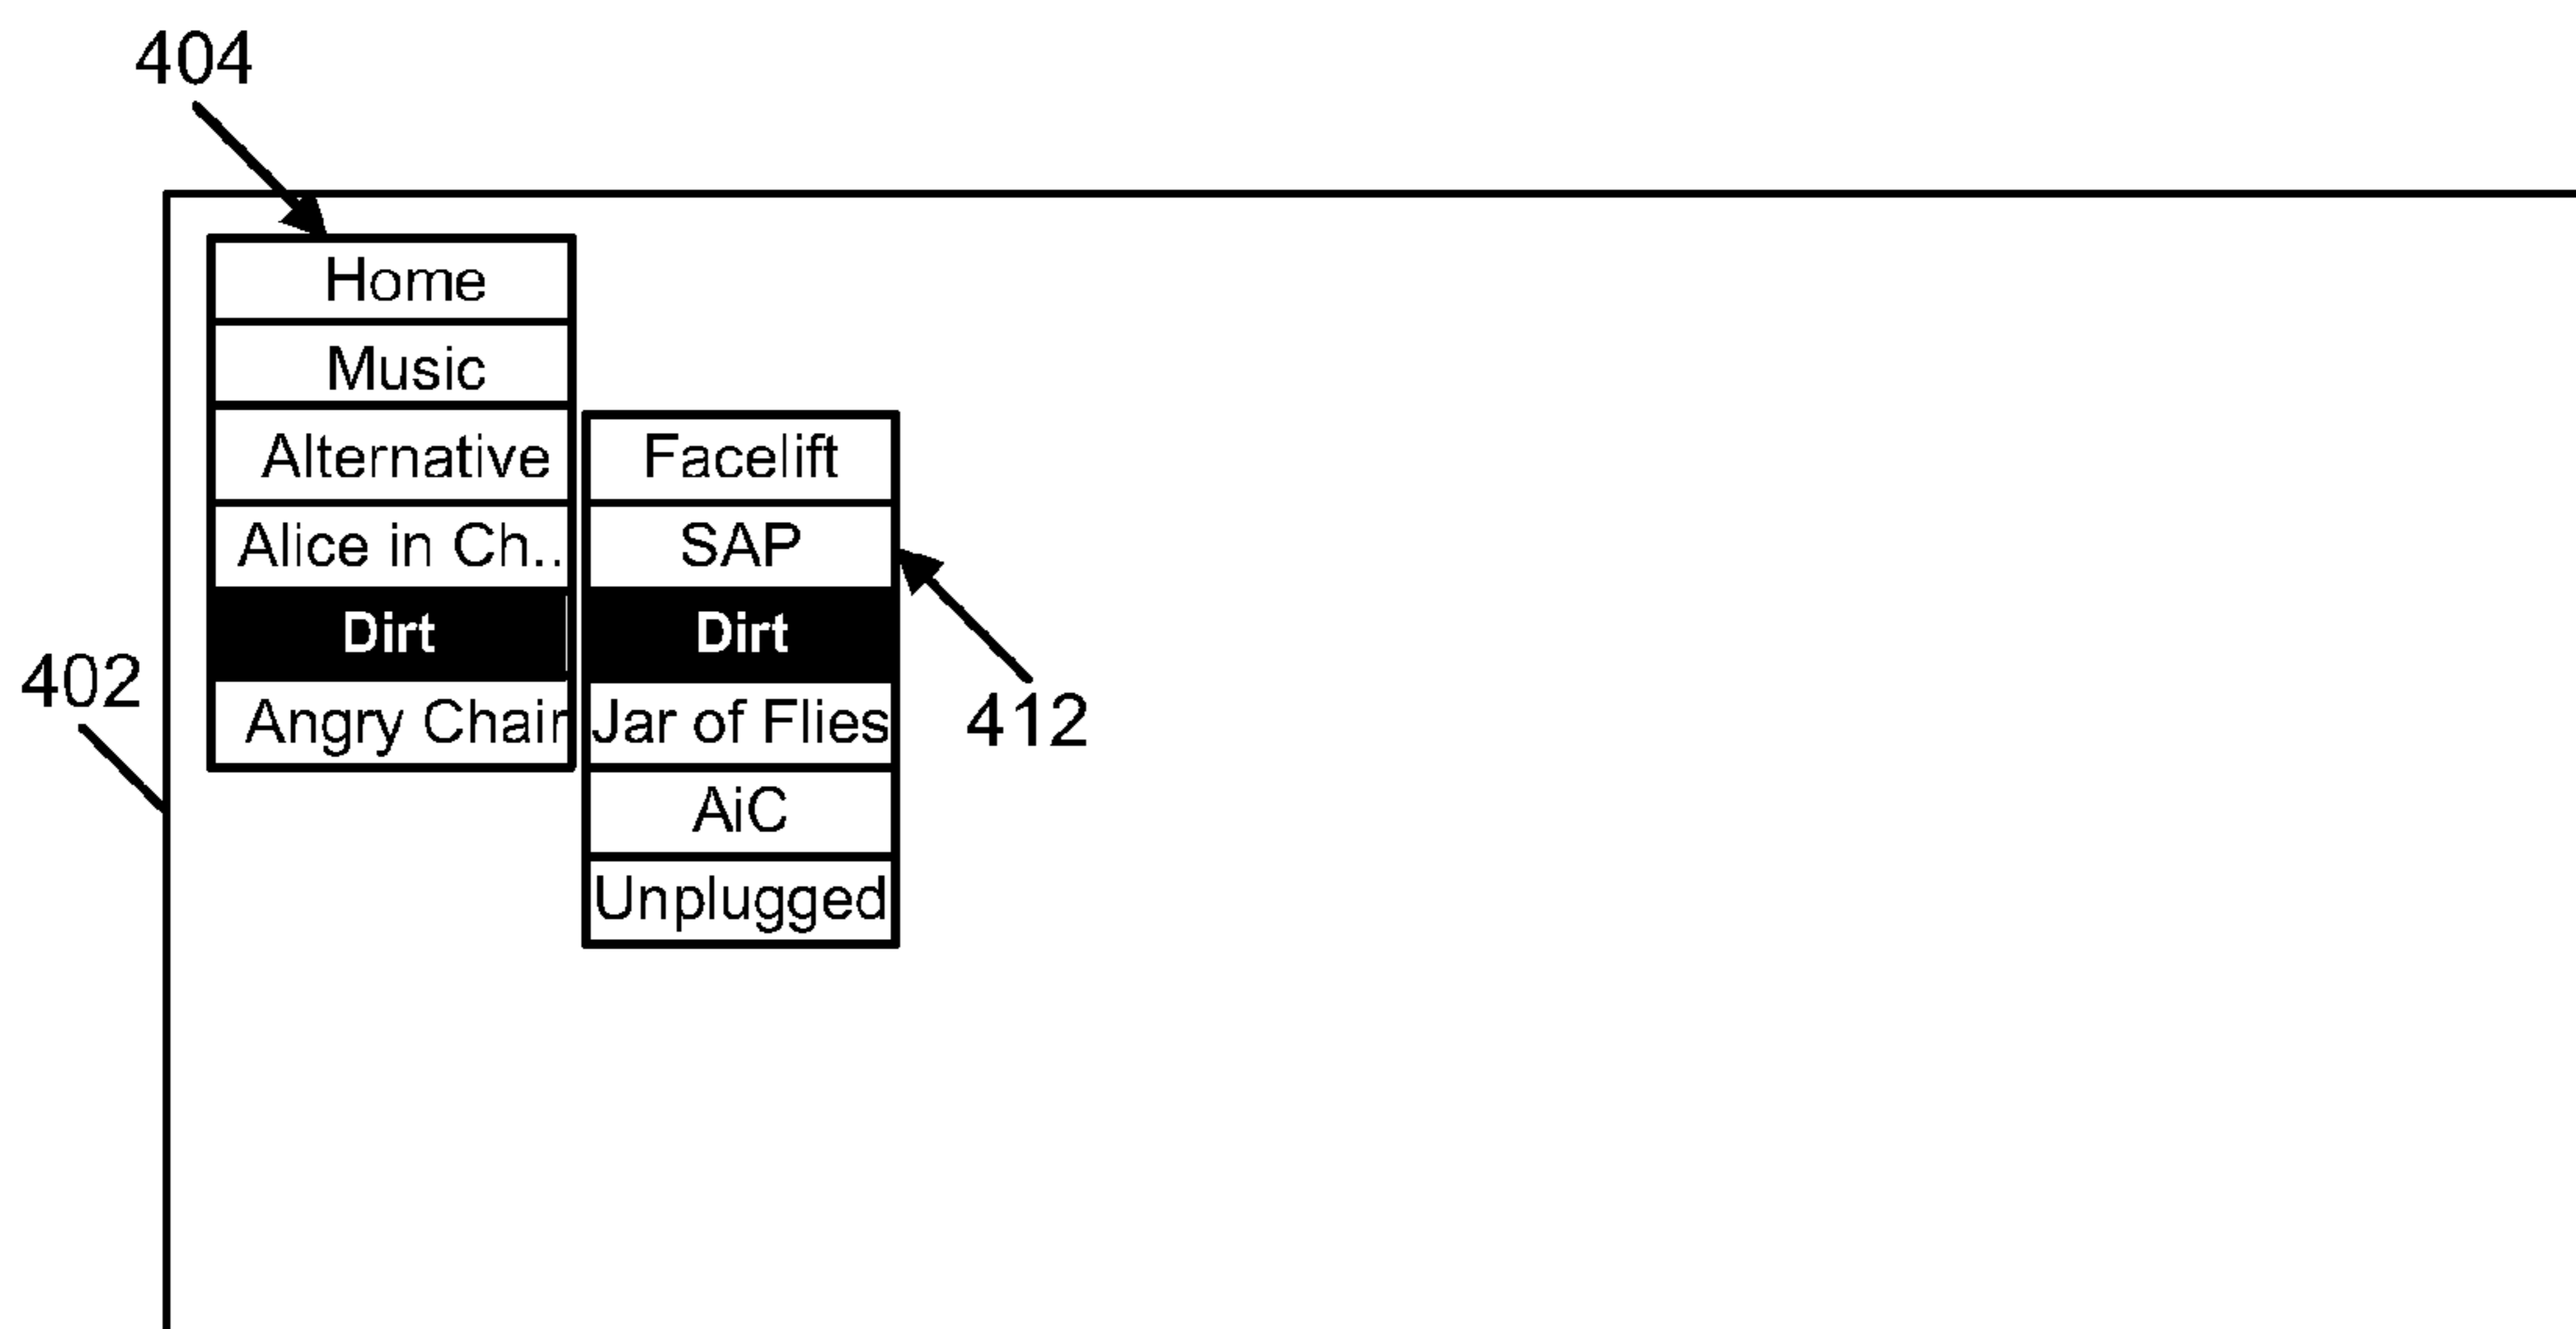 404
Home
Music
Alternative
Alice in Ch..
Dirt
Angry Chair
402
Facelift
SAP
Dirt
Jar of Flies
AiC
Unplugged
412